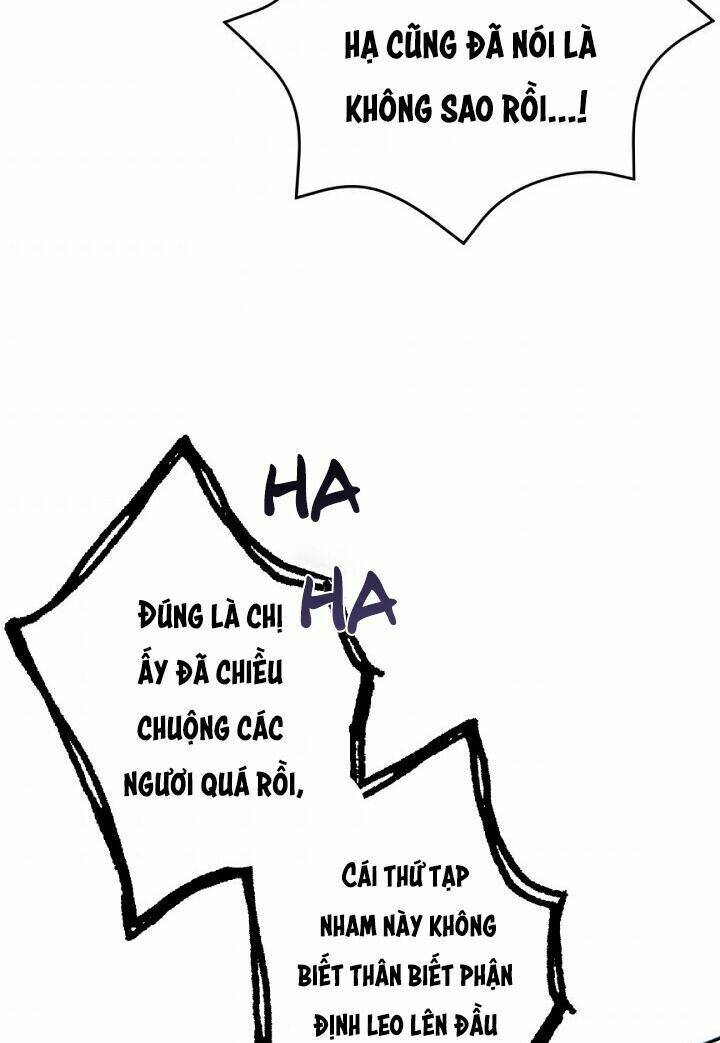 HẠ CŨNG ĐÃ NÓI LÀ
KHÔNG SAO RỒI...!
HA
HA
ĐÚNG LÀ CHỊ
ẤY ĐÃ CHIỀU
CHUỘNG CÁC
NGƯƠI QUÁ RỒI,
CÁI THỨ TẠP
NHAM NÀY KHÔNG
BIẾT THÂN BIẾT PHẬN
ĐỊNH LEO LÊN ĐẦU